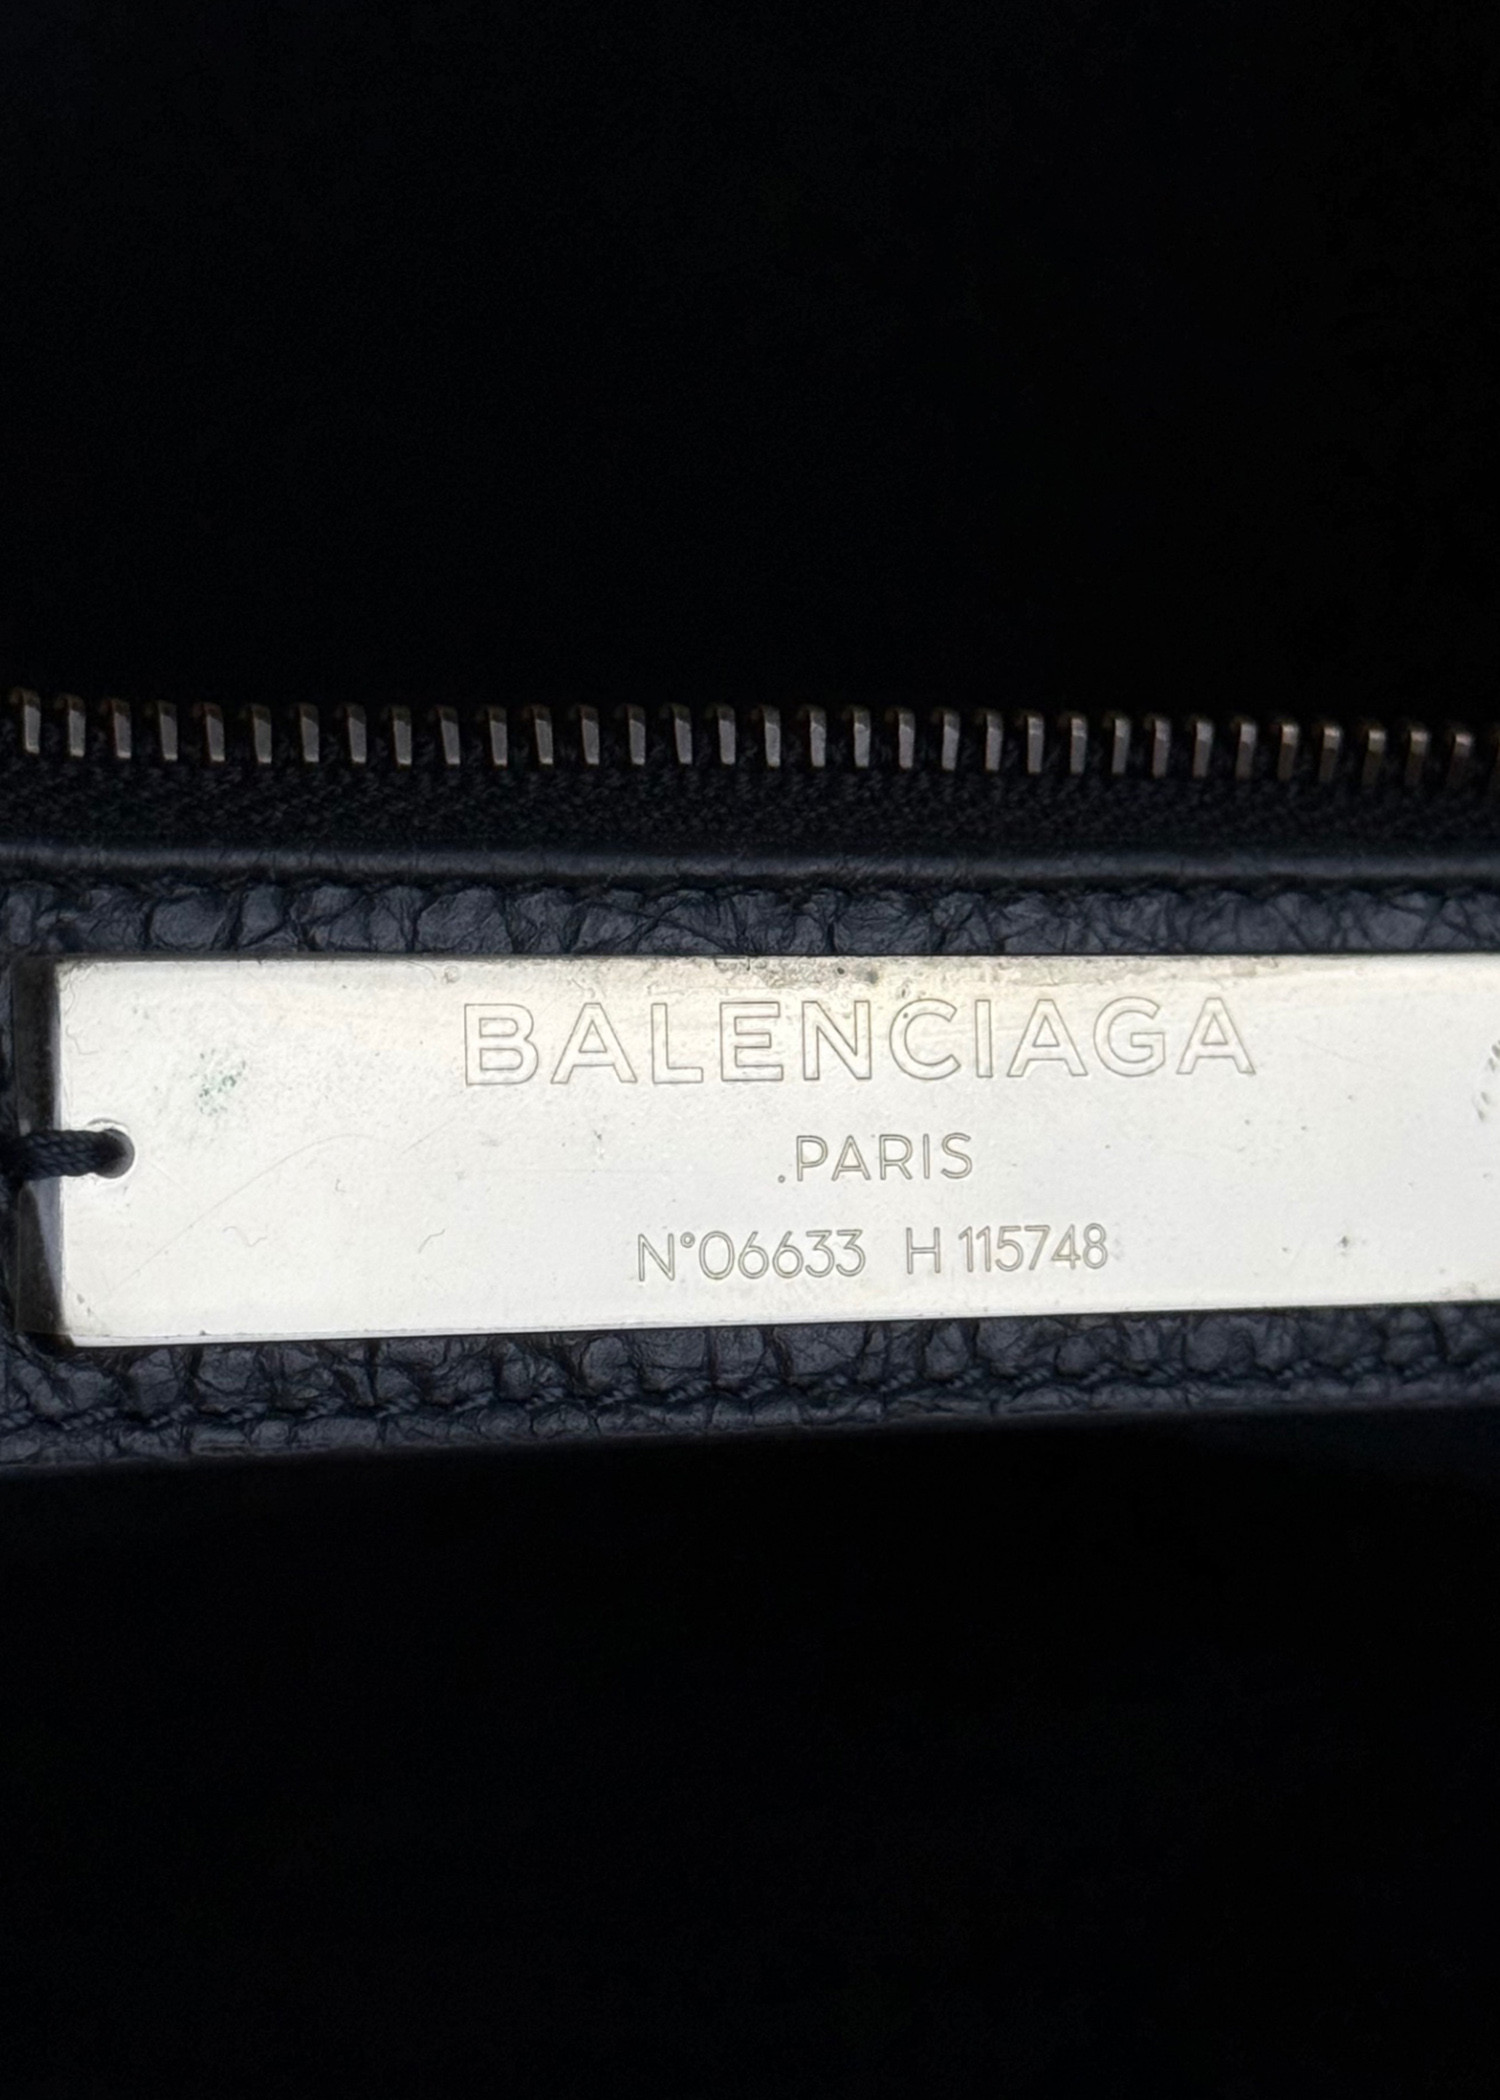 BALENCIAGA
.PARIS
N°06633 H 115748